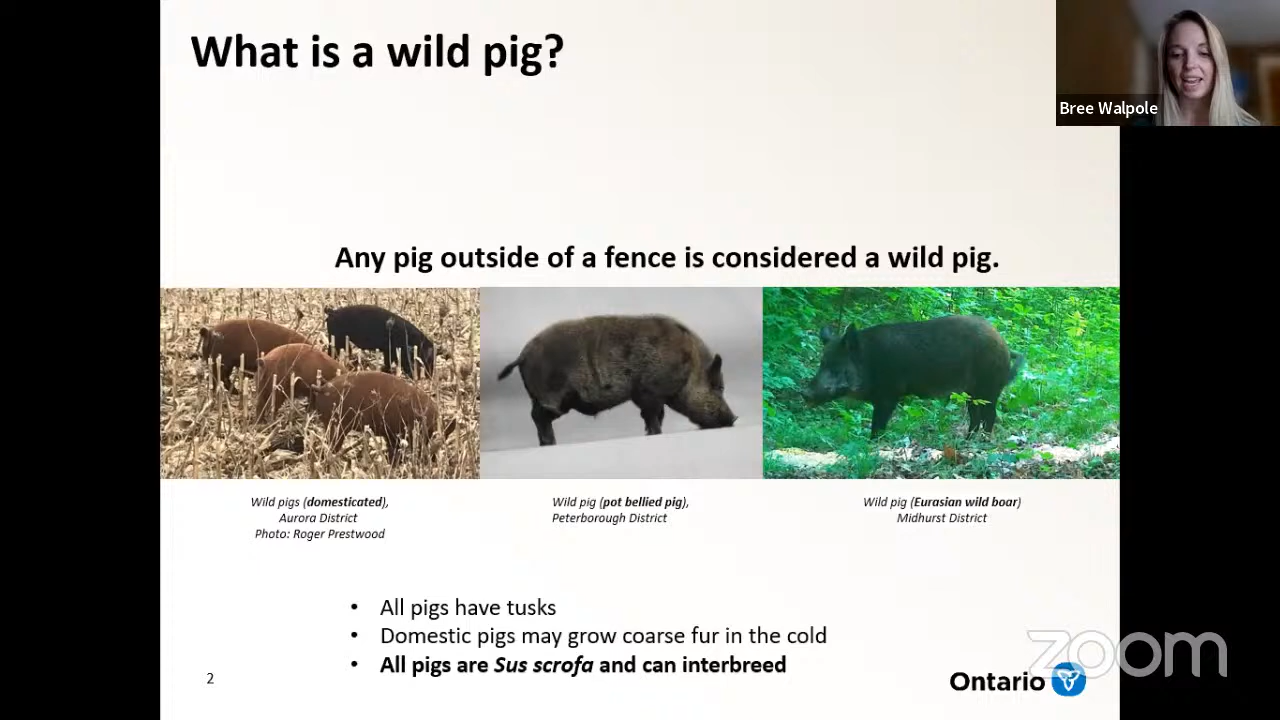 What is a wild pig?
Bree Walpole
Any pig outside of a fence is considered a wild pig.
Wild pigs (domesticated),
Aurora District
Photo: Roger Prestwood
Wild pig (pot bellied pig),
Peterborough District
Wild pig (Eurasian wild boar)
Midhurst District
• All pigs have tusks
• Domestic pigs may grow coarse fur in the cold
• All pigs are Sus scrofa and can interbreed
2
Ontario
zoom